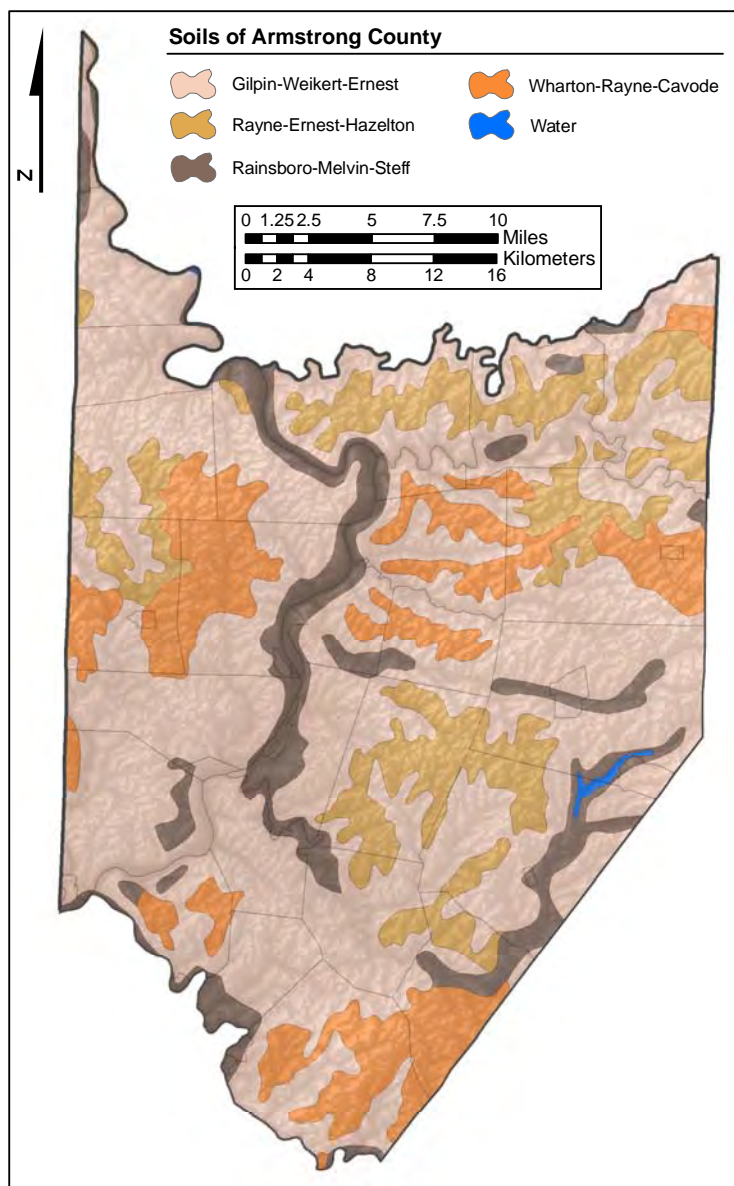 Soils of Armstrong County
Gilpin-Weikert-Ernest
Wharton-Rayne-Cavode
Rayne-Ernest-Hazelton
Water
Rainsboro-Melvin-Steff
N
0 1.25 2.5 5 7.5 10
Miles
Kilometers
0 2 4 8 12 16